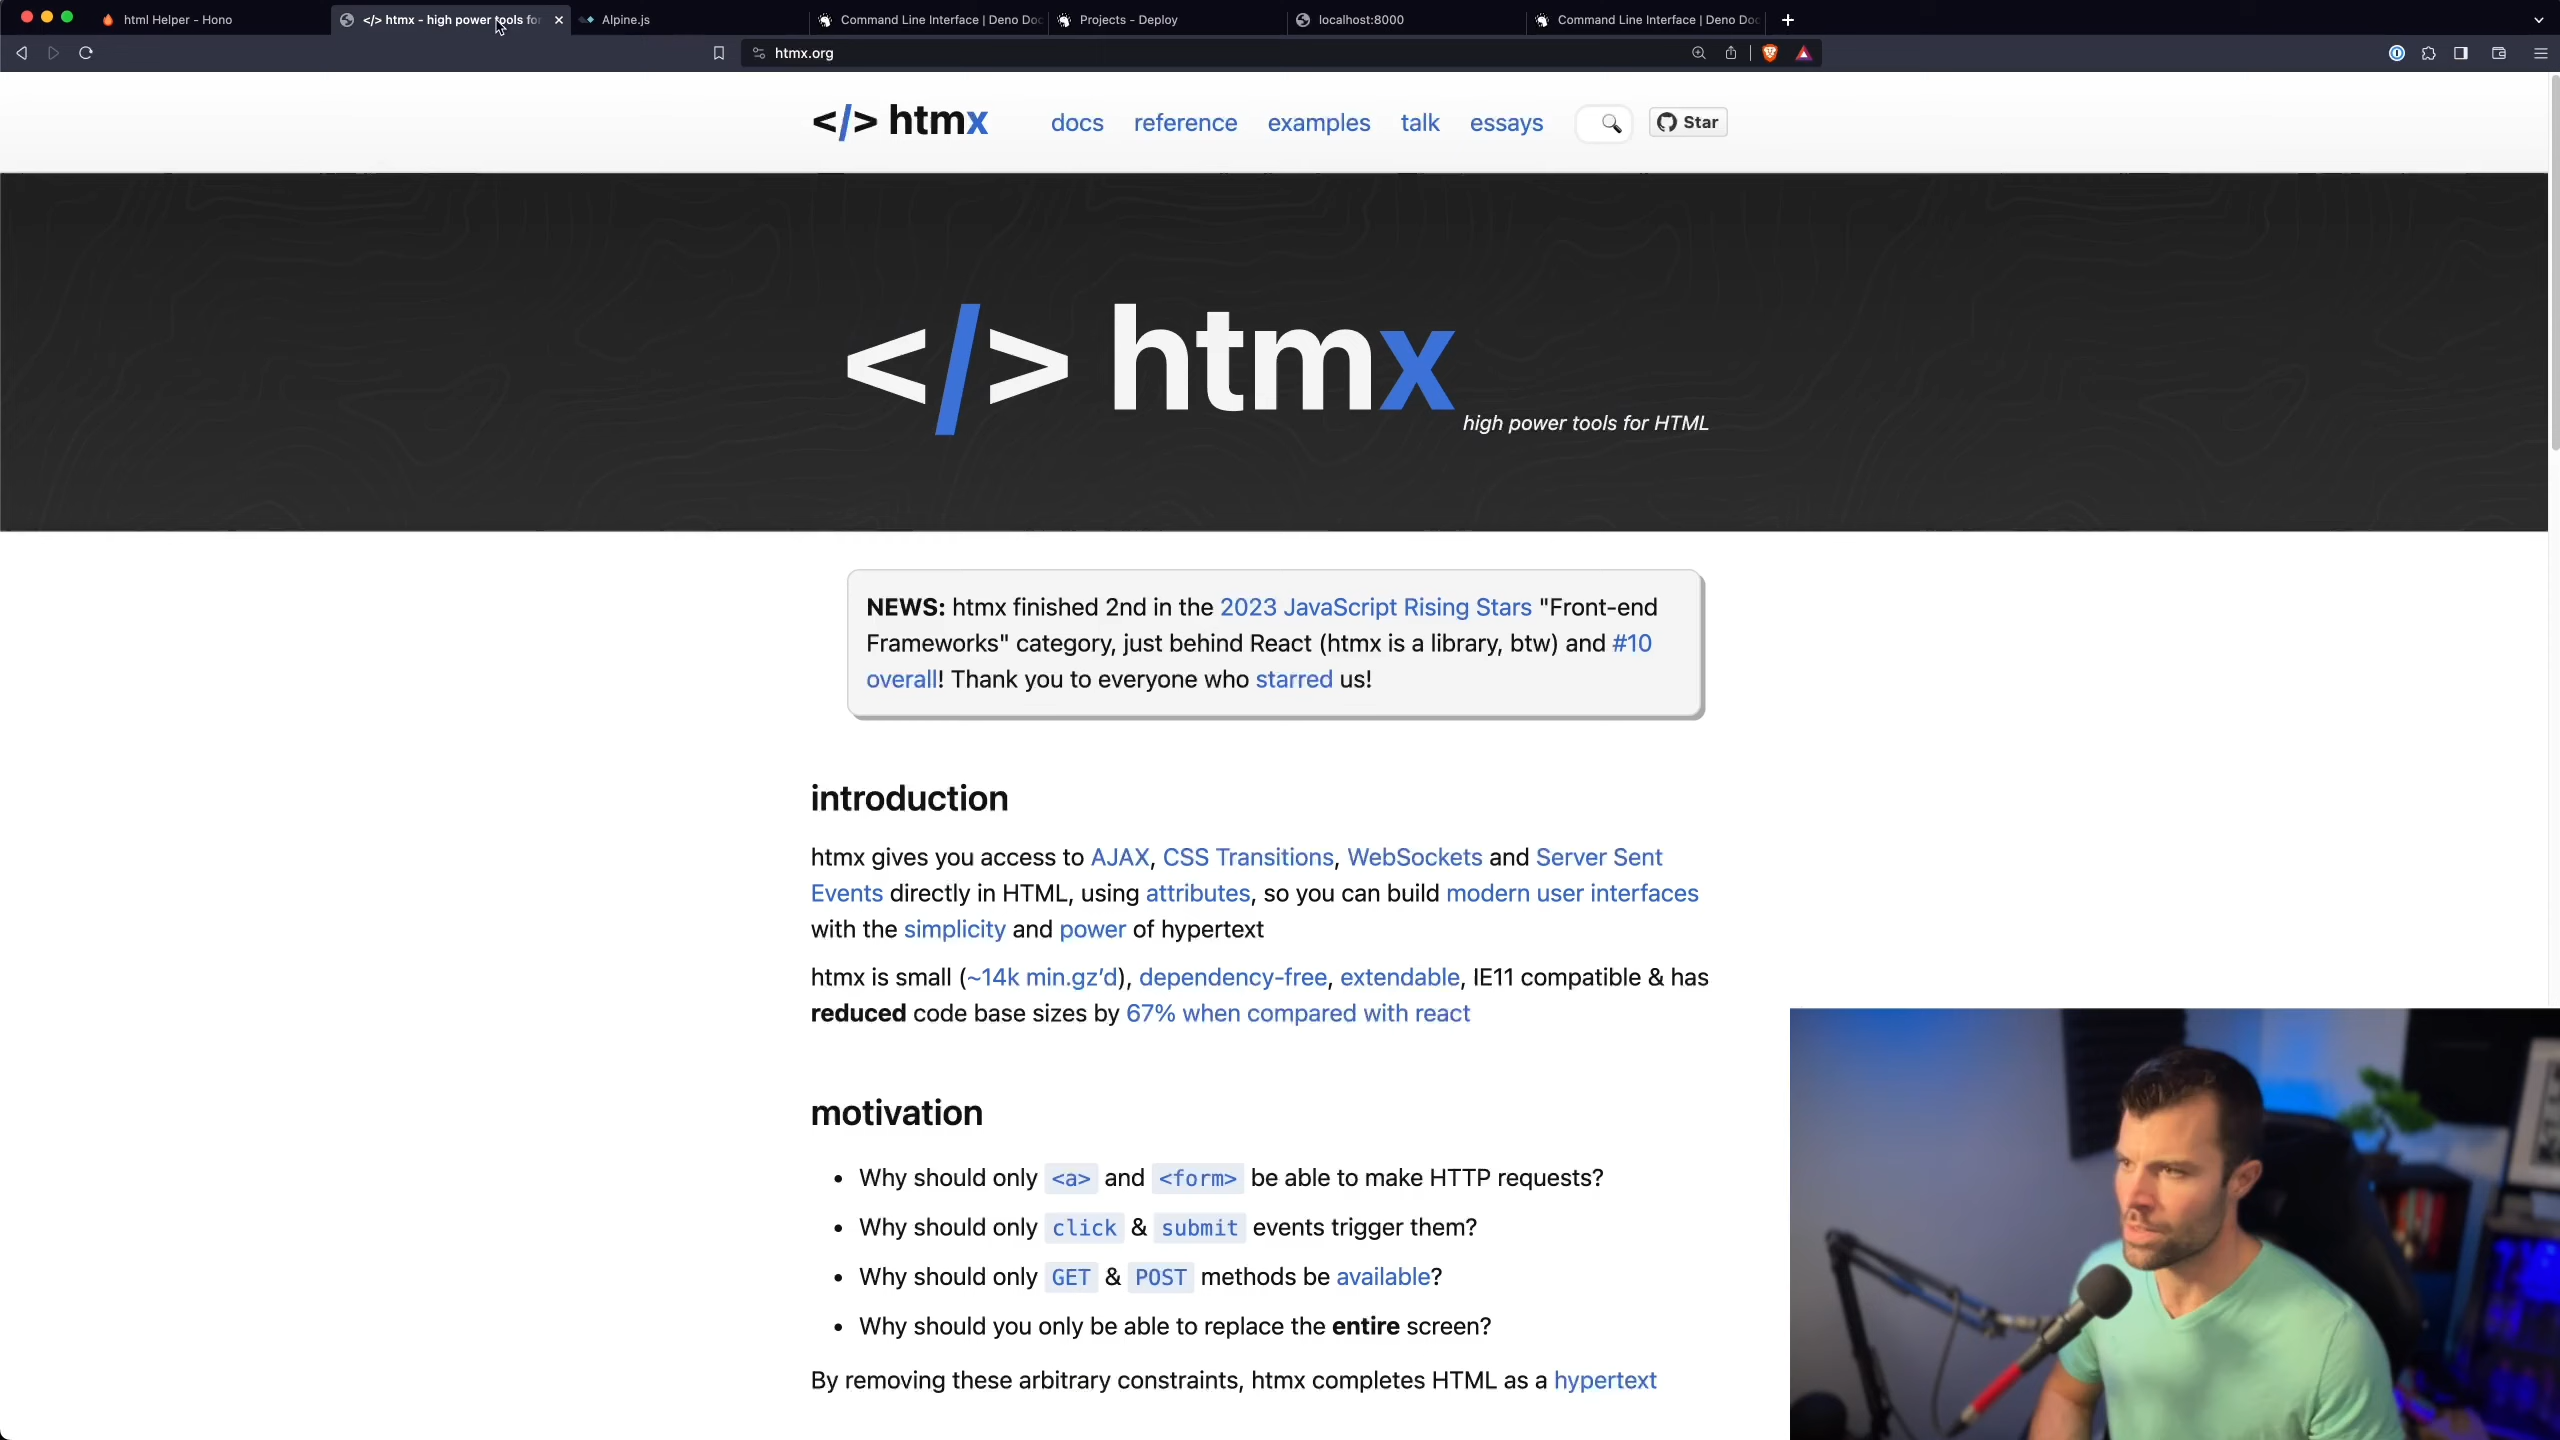 html Helper - Hono
</> htmx - high power tools for
Alpine.js
Command Line Interface | Deno Doc
Projects - Deploy
localhost:8000
Command Line Interface | Deno Doc
htmx.org
</> htmx
docs
reference
examples
talk
essays
Star
</> htmx
high power tools for HTML
NEWS: htmx finished 2nd in the 2023 JavaScript Rising Stars "Front-end
Frameworks" category, just behind React (htmx is a library, btw) and #10
overall! Thank you to everyone who starred us!
introduction
htmx gives you access to AJAX, CSS Transitions, WebSockets and Server Sent
Events directly in HTML, using attributes, so you can build modern user interfaces
with the simplicity and power of hypertext
htmx is small (~14k min.gz’d), dependency-free, extendable, IE11 compatible & has
reduced code base sizes by 67% when compared with react
motivation
• Why should only <a> and <form> be able to make HTTP requests?
• Why should only click & submit events trigger them?
• Why should only GET & POST methods be available?
• Why should you only be able to replace the entire screen?
By removing these arbitrary constraints, htmx completes HTML as a hypertext